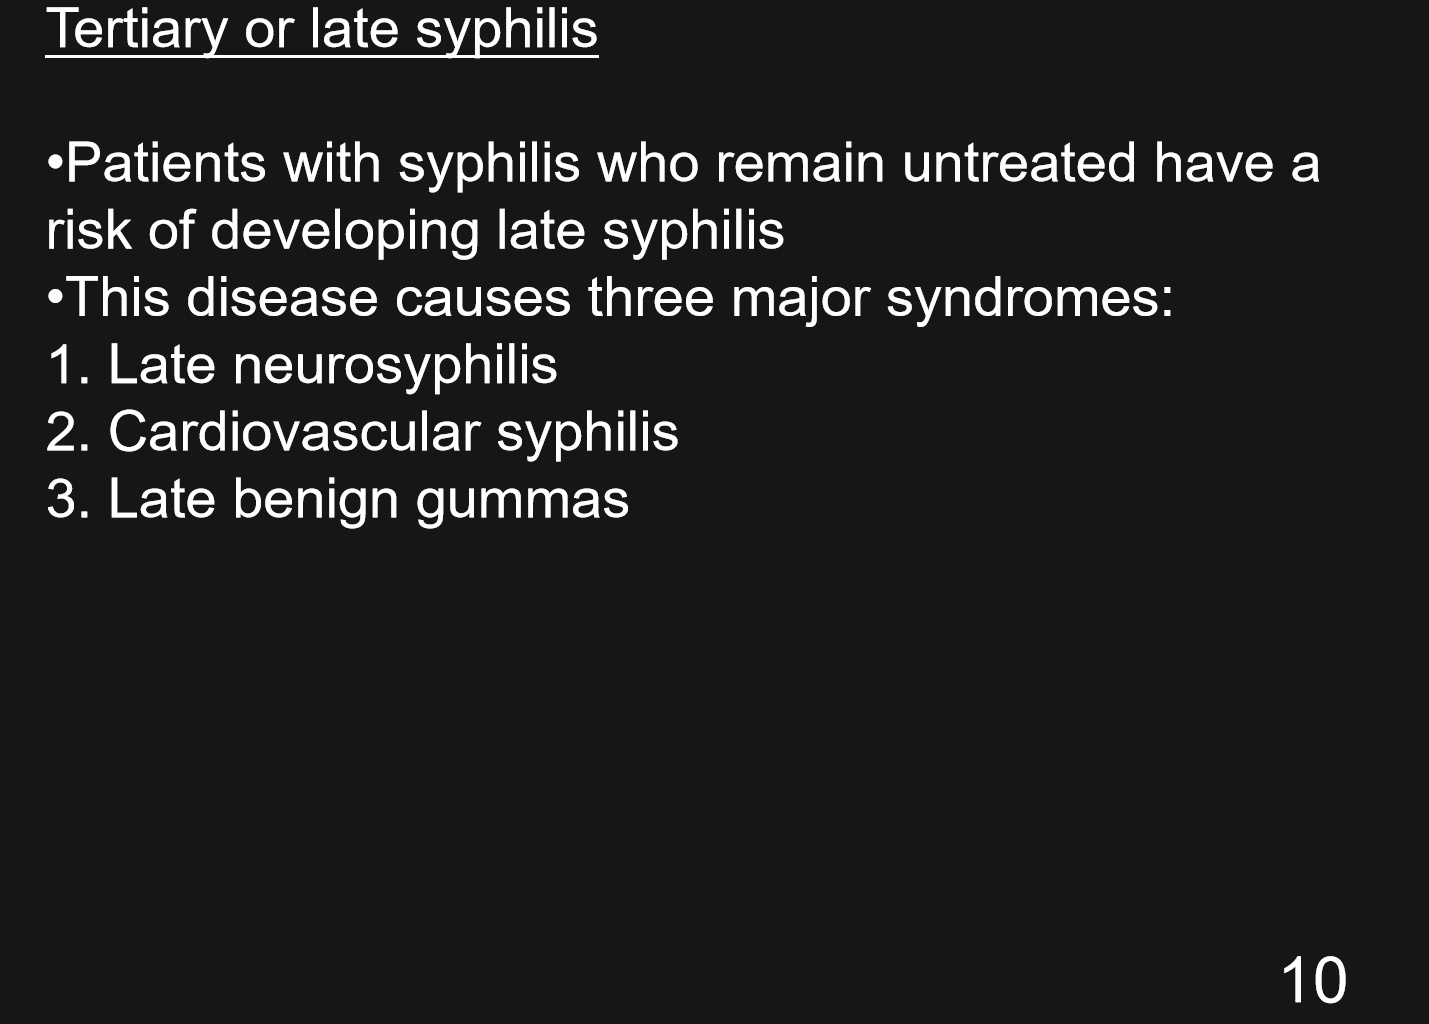 Tertiary or late syphilis
•Patients with syphilis who remain untreated have a
risk of developing late syphilis
•This disease causes three major syndromes:
1. Late neurosyphilis
2. Cardiovascular syphilis
3. Late benign gummas
10